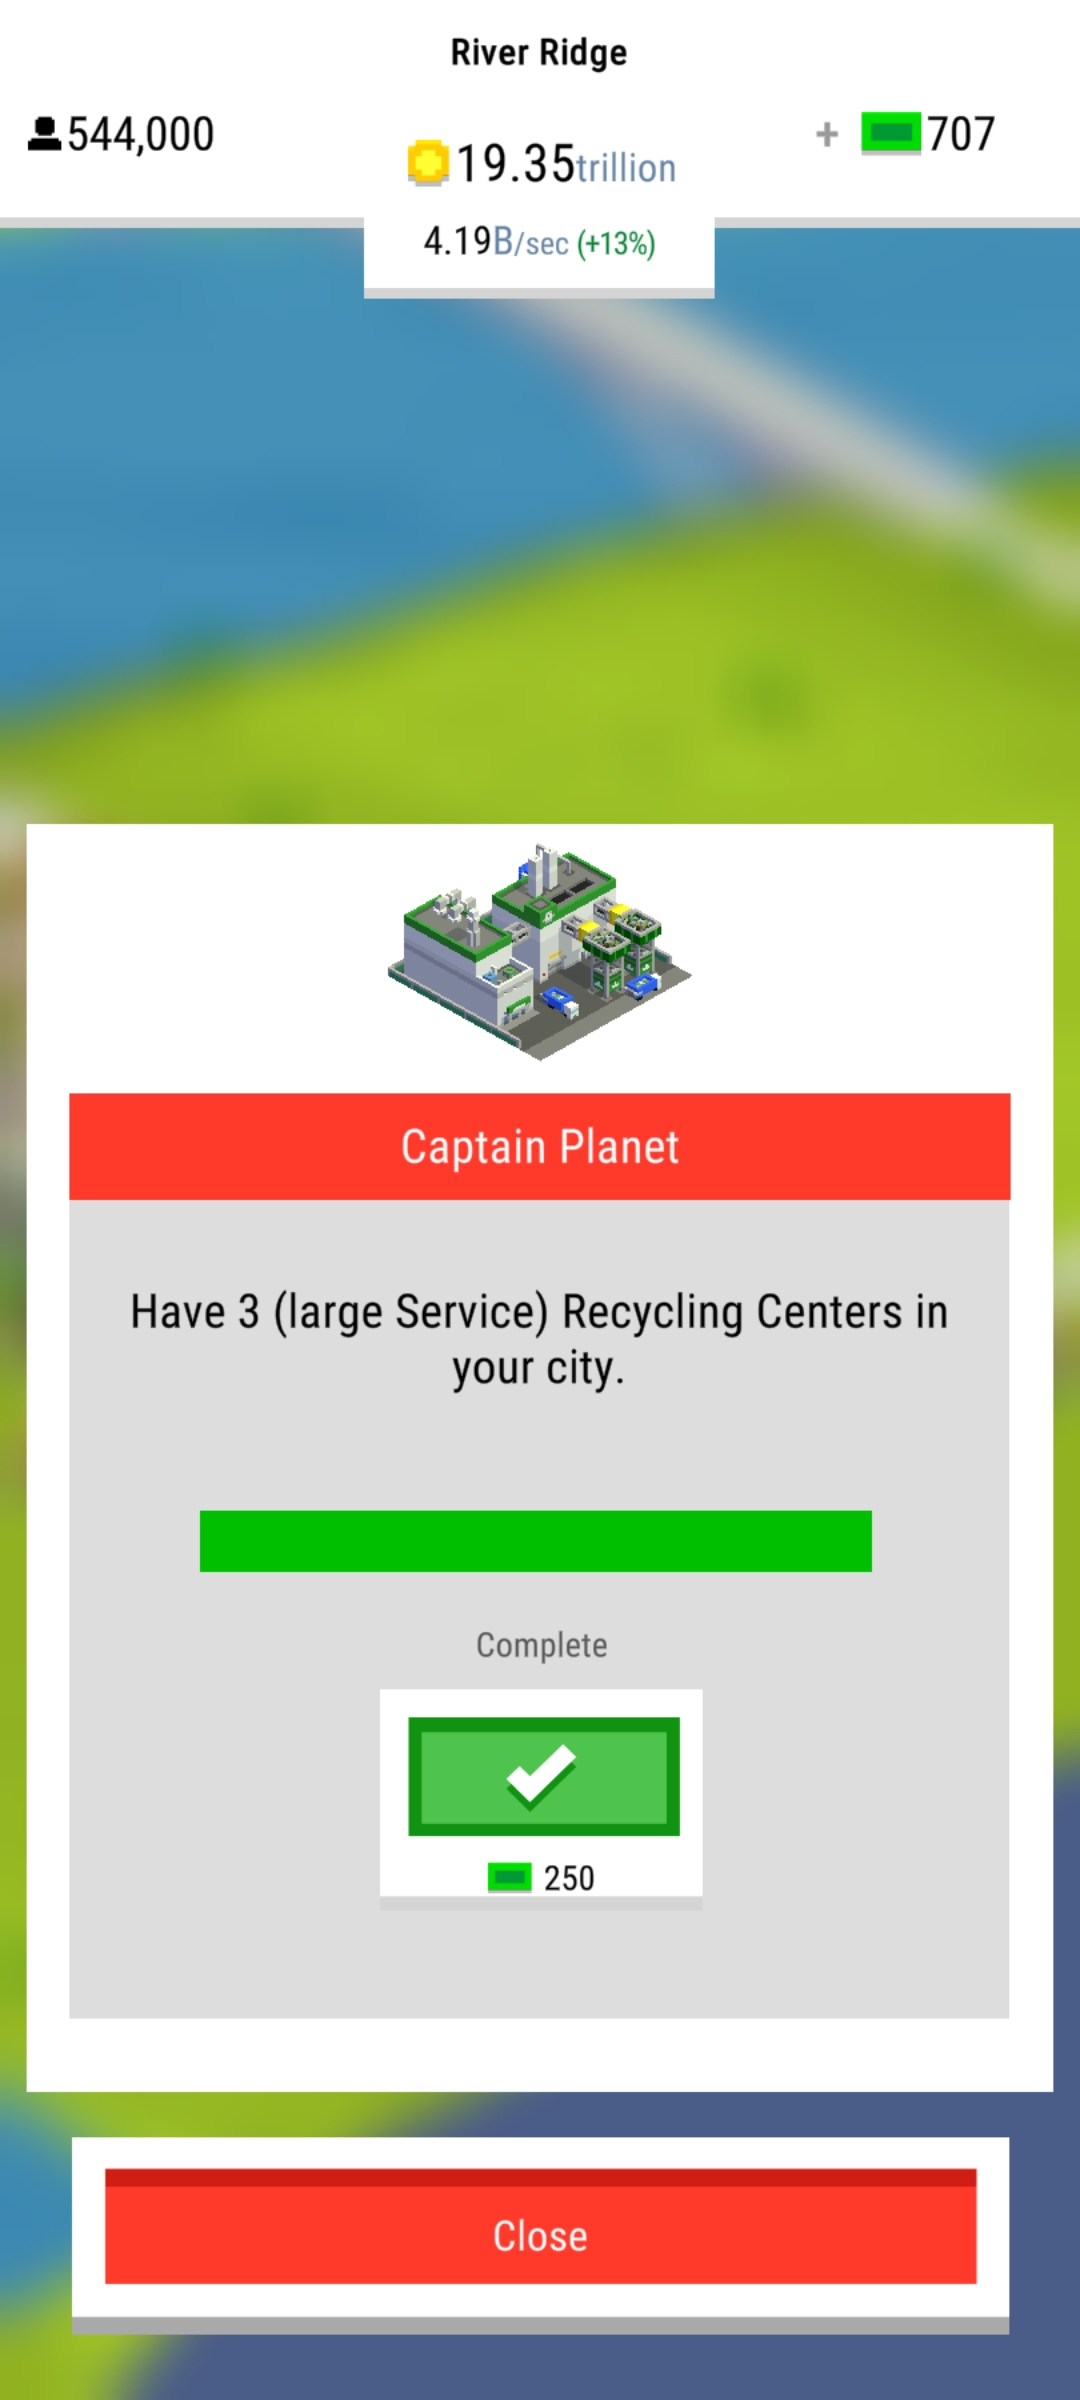 River Ridge
544,000
19.35trillion
+ 707
4.19B/sec (+13%)
Captain Planet
Have 3 (large Service) Recycling Centers in
your city.
Complete
250
Close